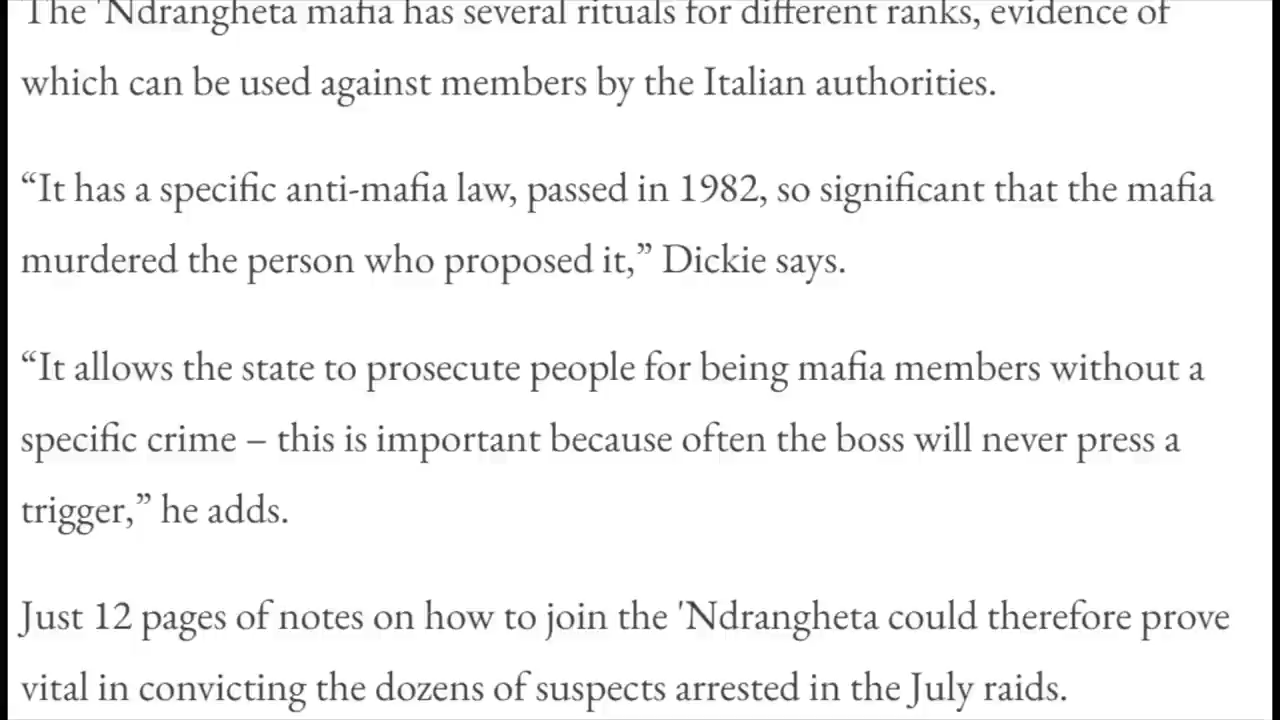 The 'Ndrangheta mafia has several rituals for different ranks, evidence of
which can be used against members by the Italian authorities.
“It has a specific anti-mafia law, passed in 1982, so significant that the mafia
murdered the person who proposed it,” Dickie says.
“It allows the state to prosecute people for being mafia members without a
specific crime – this is important because often the boss will never press a
trigger,” he adds.
Just 12 pages of notes on how to join the 'Ndrangheta could therefore prove
vital in convicting the dozens of suspects arrested in the July raids.